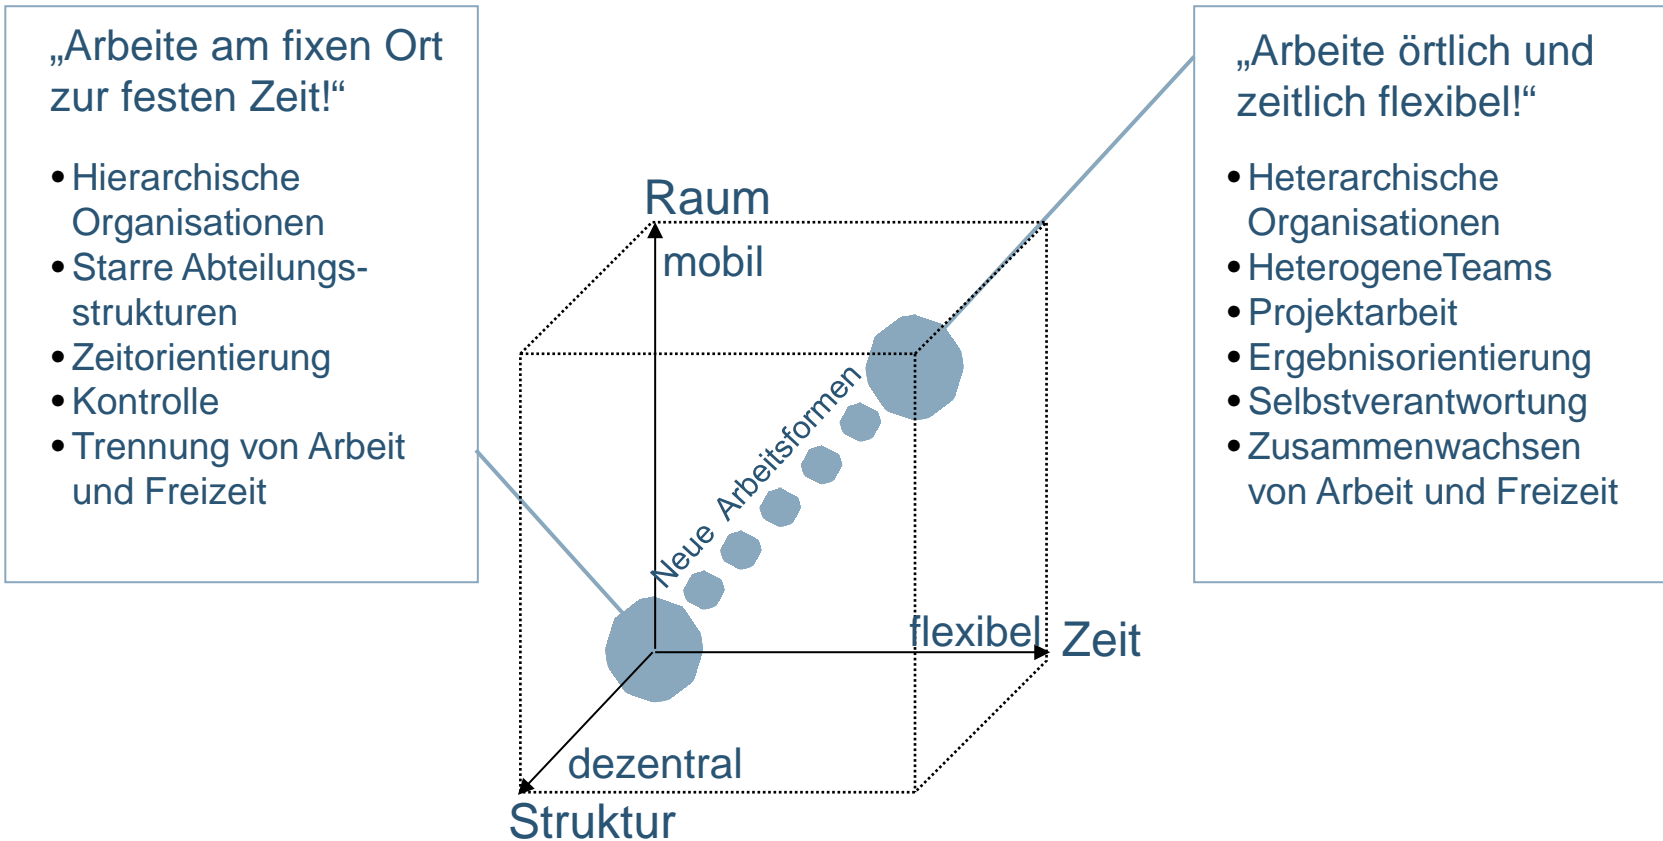 „Arbeite am fixen Ort
zur festen Zeit!“
• Hierarchische
Organisationen
• Starre Abteilungs-
strukturen
• Zeitorientierung
• Kontrolle
• Trennung von Arbeit
und Freizeit
Raum
mobil
Neue Arbeitsformen
flexibel
Zeit
dezentral
Struktur
„Arbeite örtlich und
zeitlich flexibel!“
• Heterarchische
Organisationen
• HeterogeneTeams
• Projektarbeit
• Ergebnisorientierung
• Selbstverantwortung
• Zusammenwachsen
von Arbeit und Freizeit